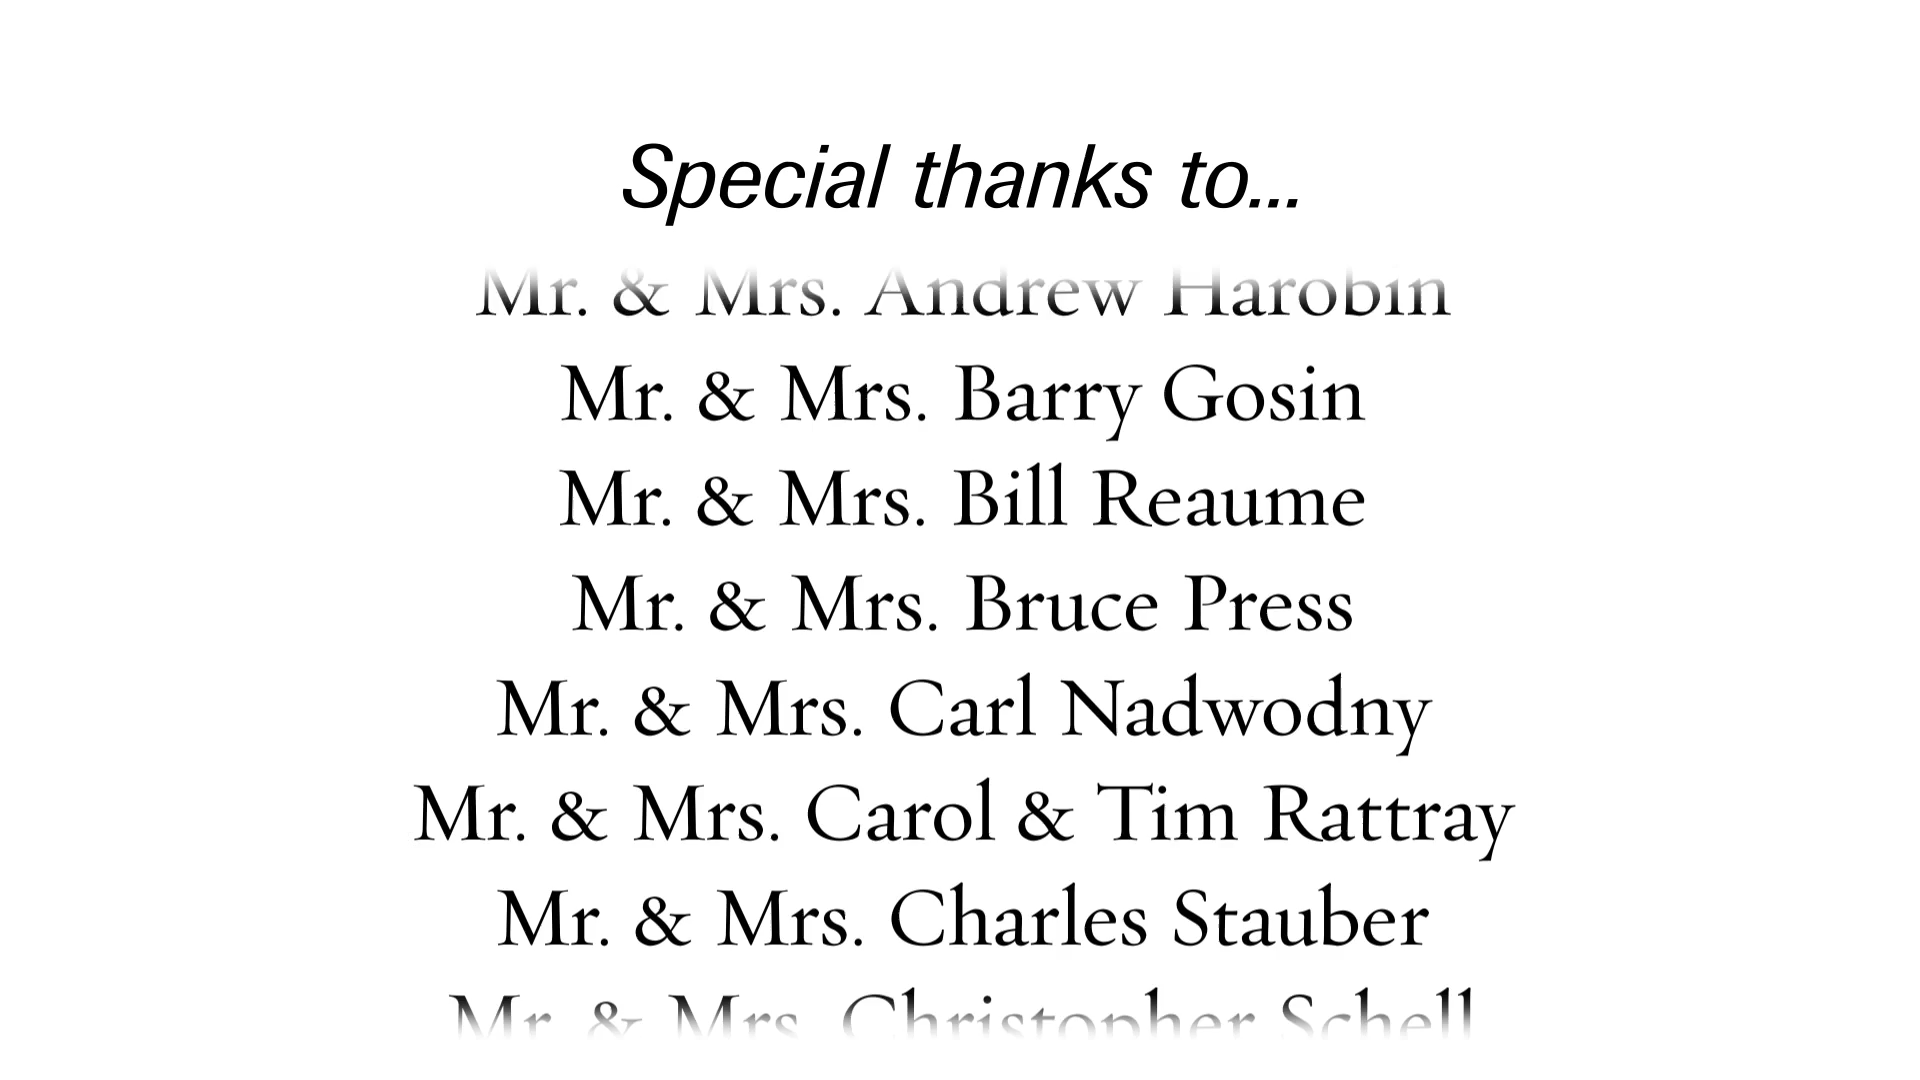 Special thanks to...
Mr. & Mrs. Andrew Harobin
Mr. & Mrs. Barry Gosin
Mr. & Mrs. Bill Reaume
Mr. & Mrs. Bruce Press
Mr. & Mrs. Carl Nadwodny
Mr. & Mrs. Carol & Tim Rattray
Mr. & Mrs. Charles Stauber
Mr. & Mrs. Christopher Schell